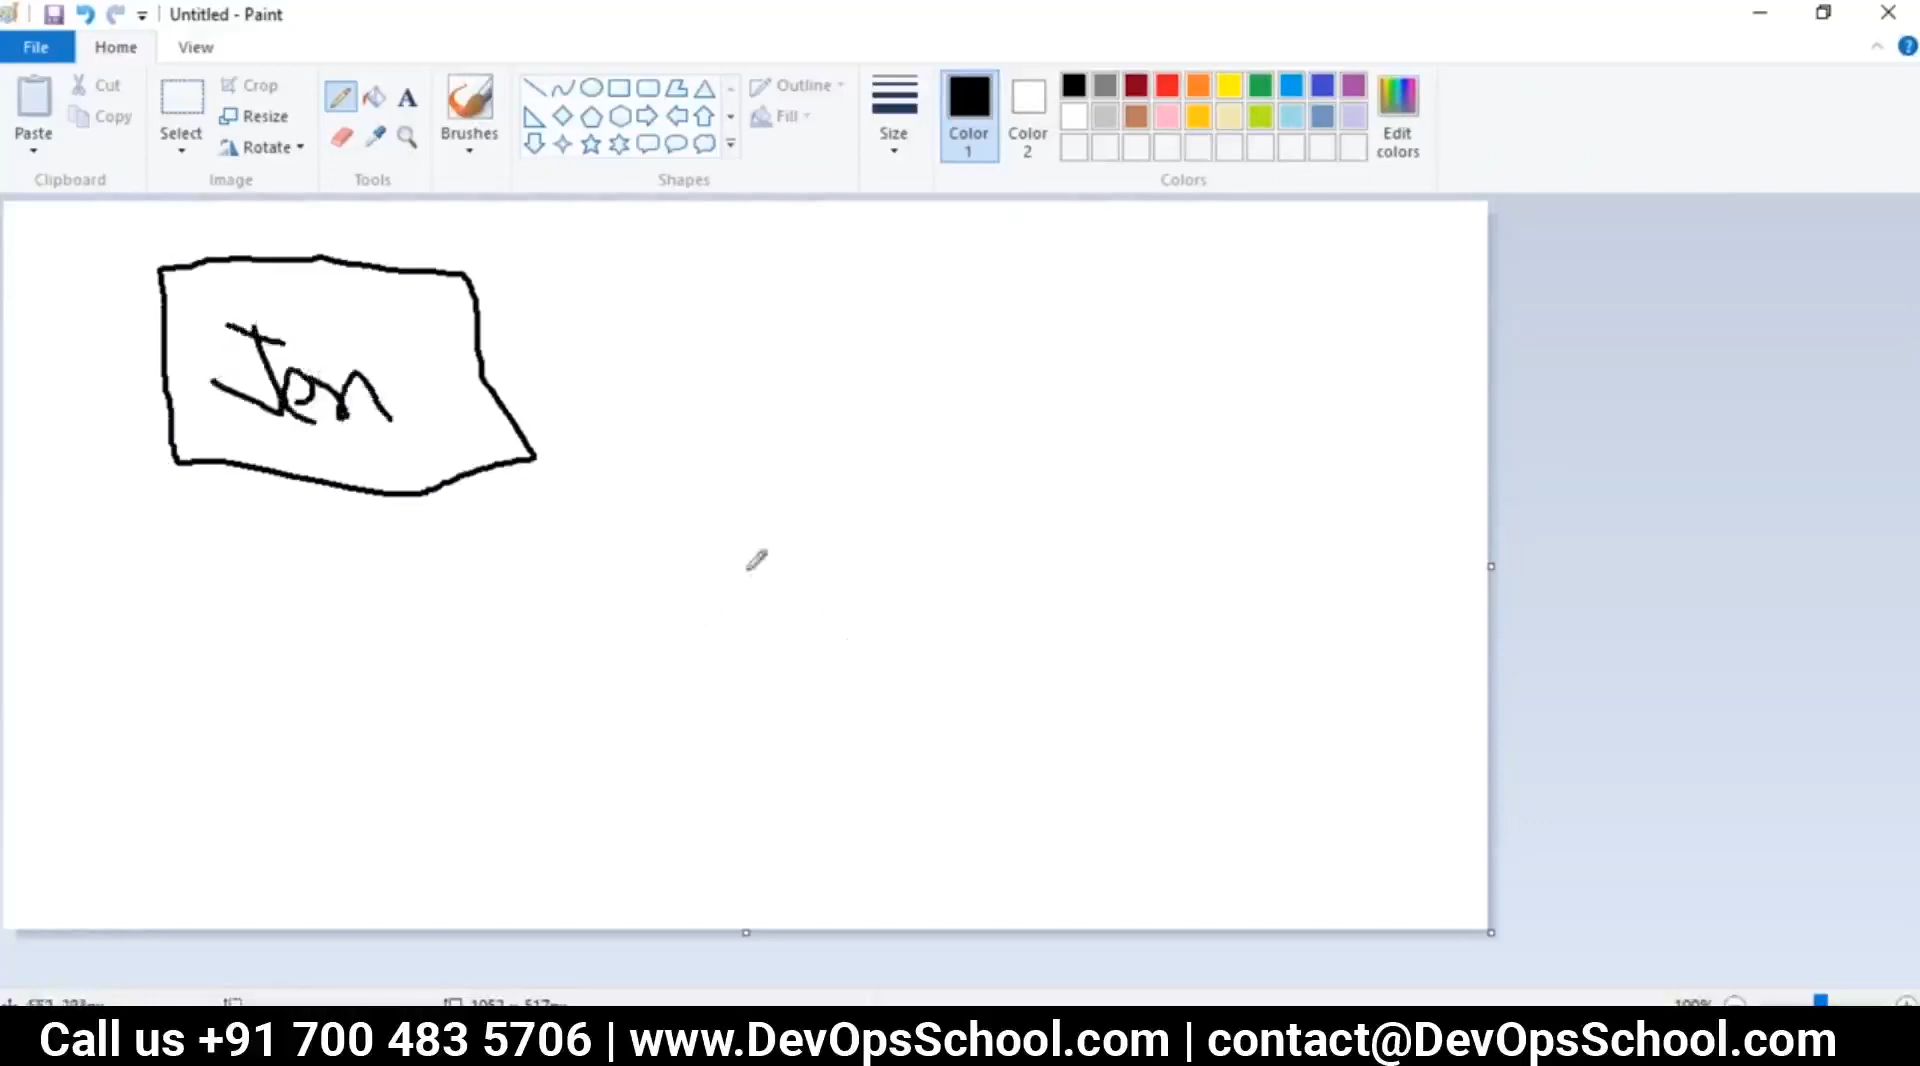 Untitled - Paint
File Home View
Paste
Cut
Copy
Clipboard
Select
Crop
Resize
Rotate
Image
A
Tools
Brushes
Shapes
Outline
Fill
Size
Color 1
Color 2
Edit colors
Colors
Jen
100%
Call us +91 700 483 5706 | www.DevOpsSchool.com | contact@DevOpsSchool.com